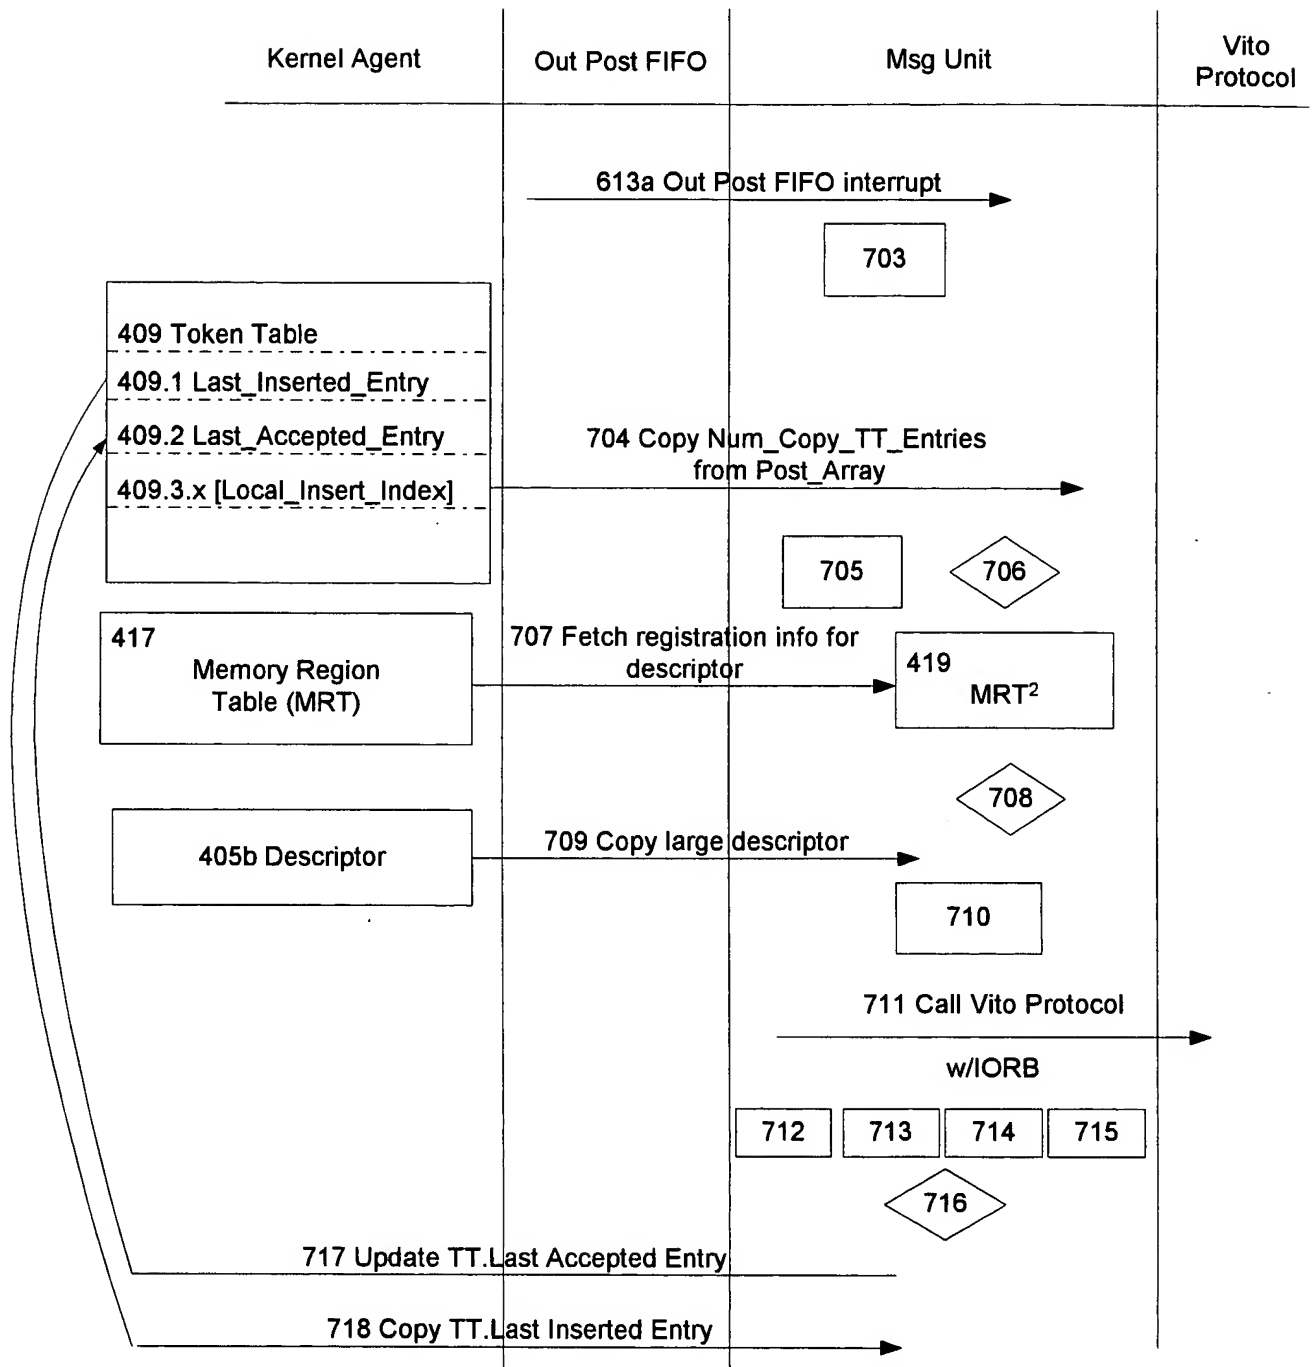 Kernel Agent
Out Post FIFO
Msg Unit
Vito
Protocol
613a Out Post FIFO interrupt
703
409 Token Table
409.1 Last_Inserted_Entry
409.2 Last_Accepted_Entry
704 Copy Num_Copy_TT_Entries
from Post_Array
409.3.x [Local_Insert_Index]
705
706
707 Fetch registration info for
descriptor
417
Memory Region
Table (MRT)
419
MRT²
708
709 Copy large descriptor
405b Descriptor
710
711 Call Vito Protocol
w/IORB
712
713
714
715
716
717 Update TT.Last Accepted Entry
718 Copy TT.Last Inserted Entry